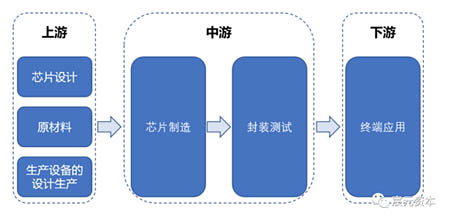 上游
中游
下游
芯片设计
原材料
生产设备的
设计生产
芯片制造
封装测试
终端应用